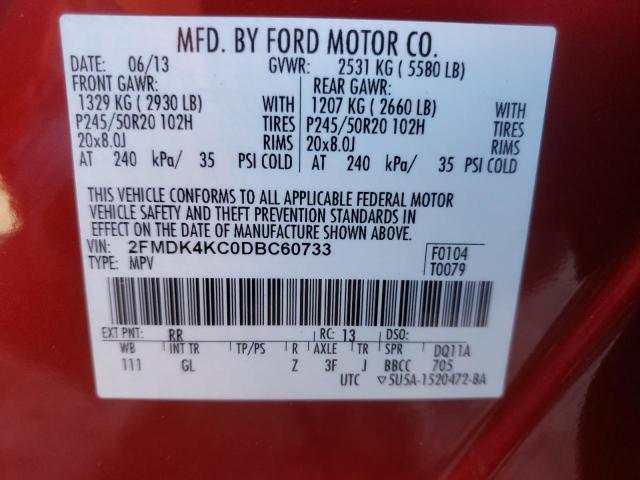 MFD. BY FORD MOTOR CO.
DATE: 06/13 GVWR: 2531 KG ( 5580 LB)
FRONT GAWR: REAR GAWR:
1329 KG ( 2930 LB) WITH 1207 KG ( 2660 LB) WITH
P245/50R20 102H TIRES P245/50R20 102H TIRES
20x8.0J RIMS 20x8.0J RIMS
AT 240 kPa/ 35 PSI COLD AT 240 kPa/ 35 PSI COLD
THIS VEHICLE CONFORMS TO ALL APPLICABLE FEDERAL MOTOR
VEHICLE SAFETY AND THEFT PREVENTION STANDARDS IN
EFFECT ON THE DATE OF MANUFACTURE SHOWN ABOVE.
VIN: 2FMDK4KC0DBC60733 F0104
TYPE: MPV T0079
EXT PNT: RR RC: 13 DSO:
WB INT TR TP/PS R AXLE TR SPR DQ11A
111 GL Z 3F J BBCC 705
UTC ▽5U5A-1520472-BA